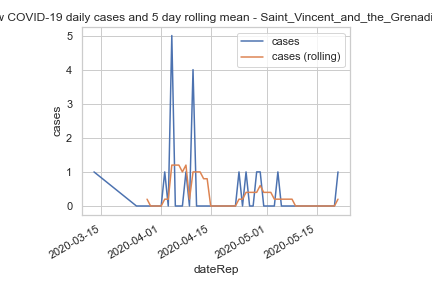 w COVID-19 daily cases and 5 day rolling mean - Saint_Vincent_and_the_Grenadi
cases
cases (rolling)
5
4
3
2
1
0
cases
2020-03-15
2020-04-01
2020-04-15
2020-05-01
2020-05-15
dateRep